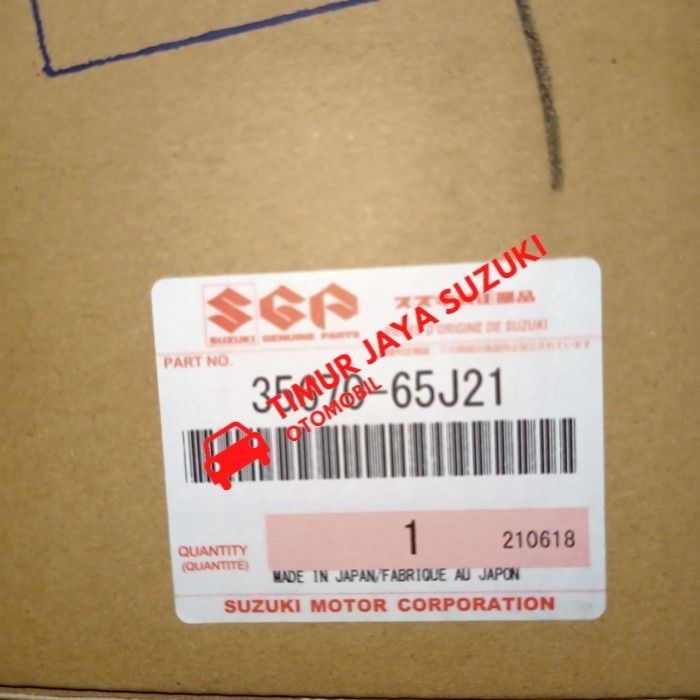 SGP
SUZUKI GENUINE PARTS
D'ORIGINE DE SUZUKI
PART NO.
-65J21
TIMUR JAYA SUZUKI
OTOMOBIL
QUANTITY
(QUANTITÉ)
1
210618
MADE IN JAPAN/FABRIQUE AU JAPON
SUZUKI MOTOR CORPORATION